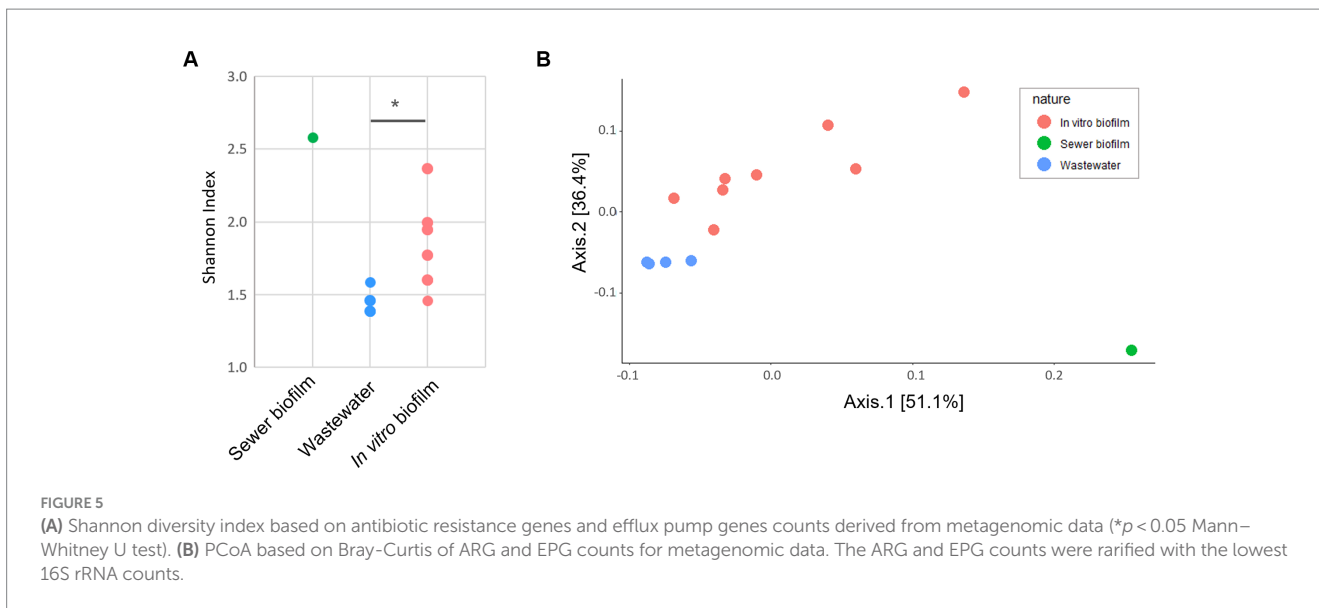 A
3.0
2.5
2.0
1.5
1.0
Shannon Index
*
Sewer biofilm
Wastewater
In vitro biofilm
B
0.1
0.0
-0.1
Axis.2 [36.4%]
-0.1
0.0
0.1
0.2
Axis.1 [51.1%]
nature
In vitro biofilm
Sewer biofilm
Wastewater
FIGURE 5
(A) Shannon diversity index based on antibiotic resistance genes and efflux pump genes counts derived from metagenomic data (*p < 0.05 Mann–
Whitney U test). (B) PCoA based on Bray-Curtis of ARG and EPG counts for metagenomic data. The ARG and EPG counts were rarified with the lowest
16S rRNA counts.